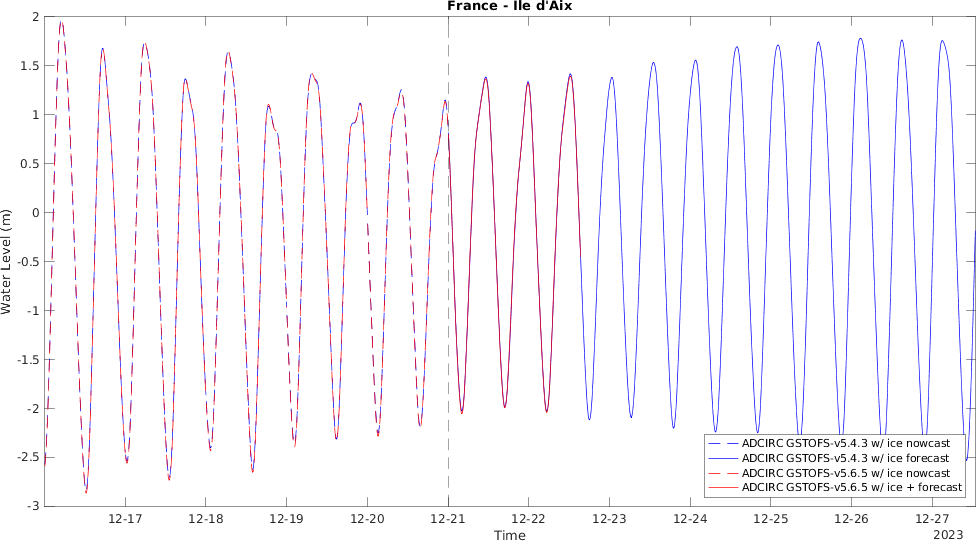 France - Ile d'Aix
2
1.5
1
0.5
0
-0.5
-1
-1.5
-2
-2.5
-3
Water Level (m)
ADCIRC GSTOFS-v5.4.3 w/ ice nowcast
ADCIRC GSTOFS-v5.4.3 w/ ice forecast
ADCIRC GSTOFS-v5.6.5 w/ ice nowcast
ADCIRC GSTOFS-v5.6.5 w/ ice + forecast
12-17 12-18 12-19 12-20 12-21 12-22 12-23 12-24 12-25 12-26 12-27
Time
2023